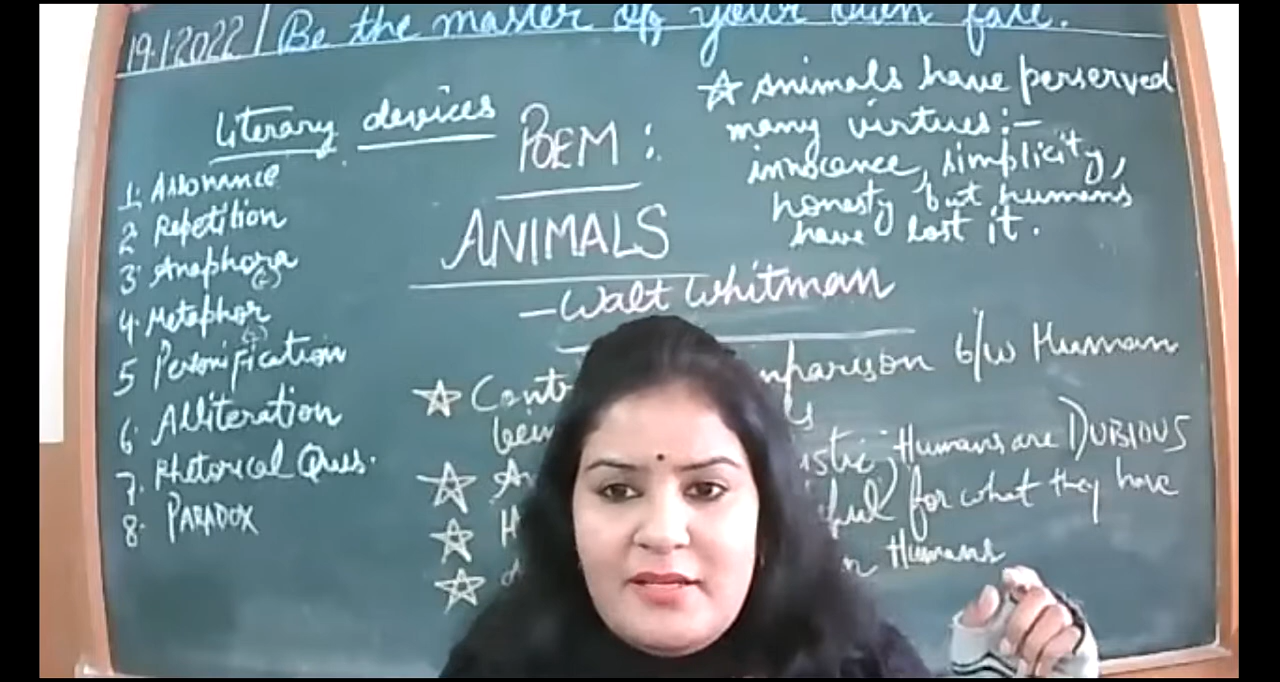 19.1.2022 | Be the master of your own fate.
Literary devices
1. Assonance
2. Repetition
3. Anaphora
4. Metaphor
5 Personification
6. Alliteration
7. Rhetorical Ques.
8. PARADOX
POEM :
ANIMALS
– Walt Whitman
☆ Animals have perserved
many virtues :–
innocence, simplicity,
honesty but humans
have lost it.
☆ b/w Human
☆ Humans are DUBIOUS
☆ for what they have
☆ Humans